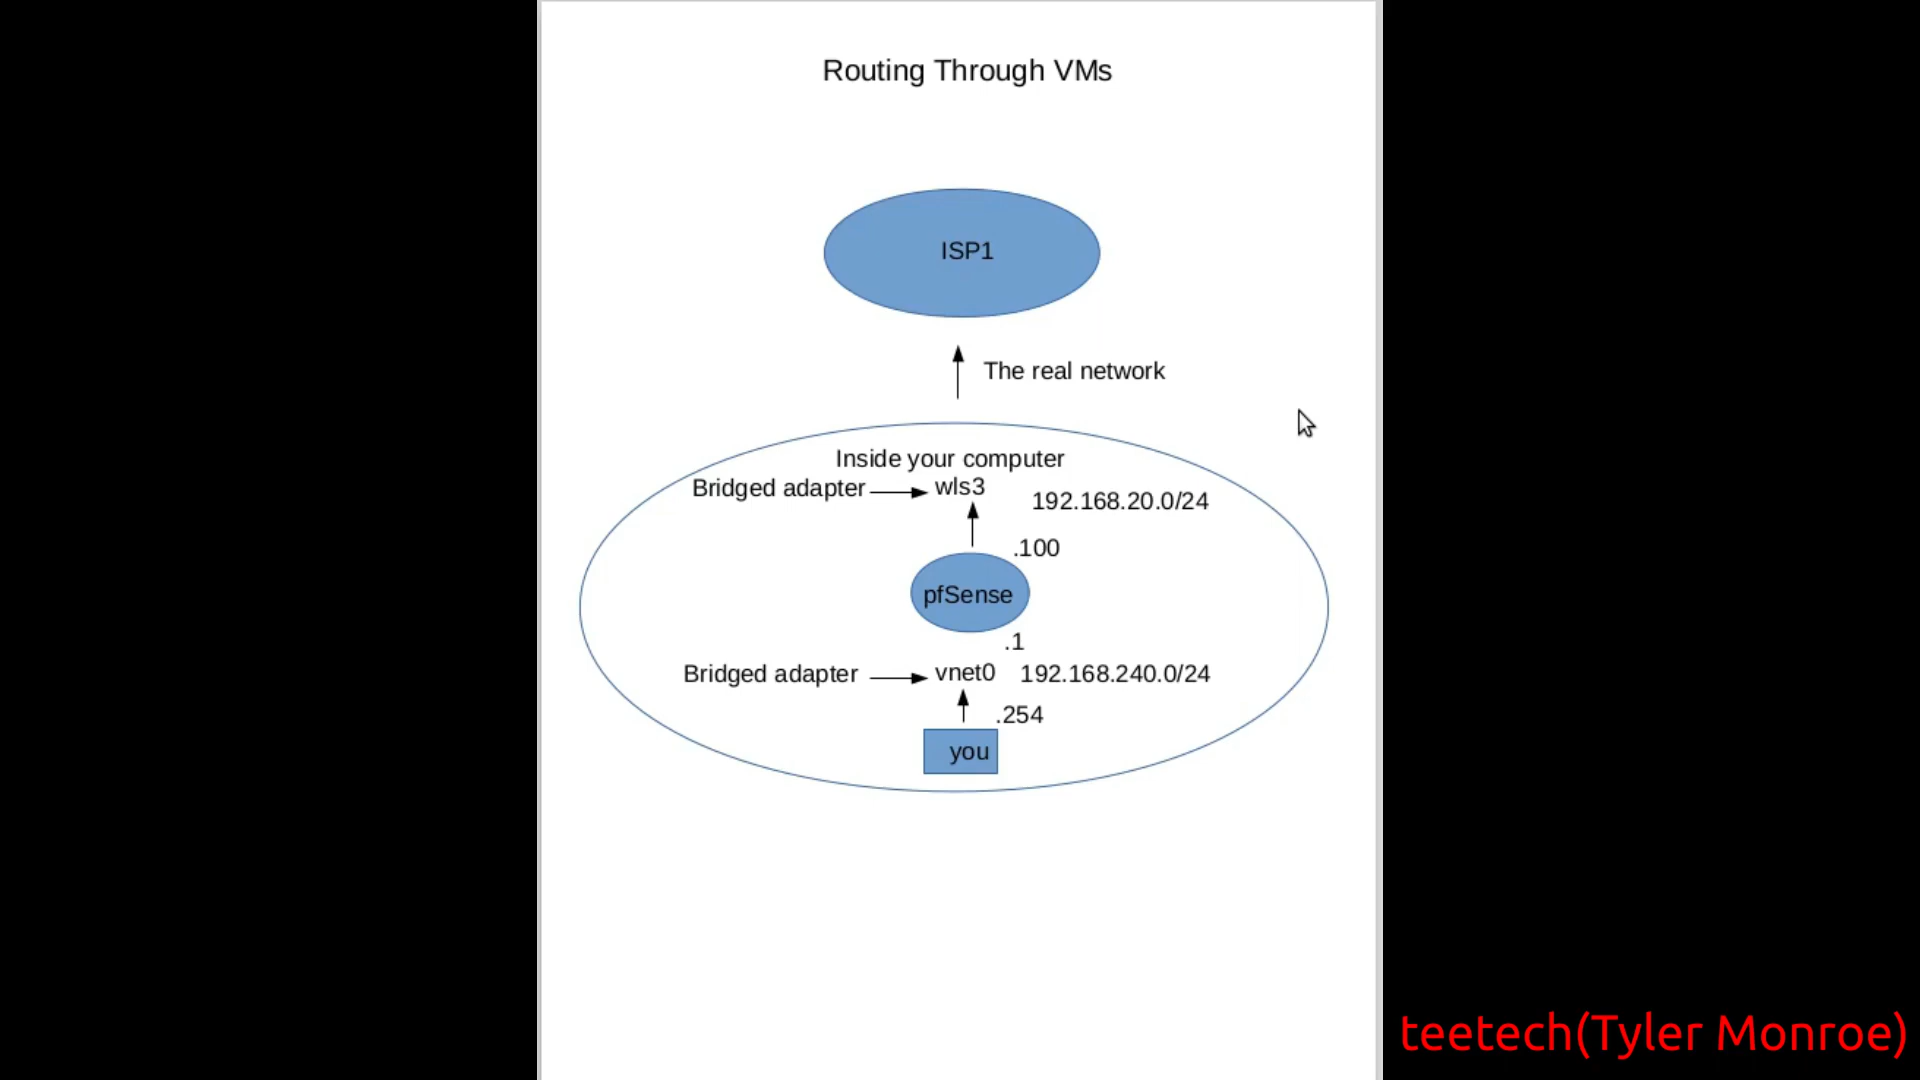 Routing Through VMs
ISP1
The real network
Inside your computer
Bridged adapter wls3 192.168.20.0/24
.100
pfSense
.1
Bridged adapter vnet0 192.168.240.0/24
.254
you
teetech(Tyler Monroe)